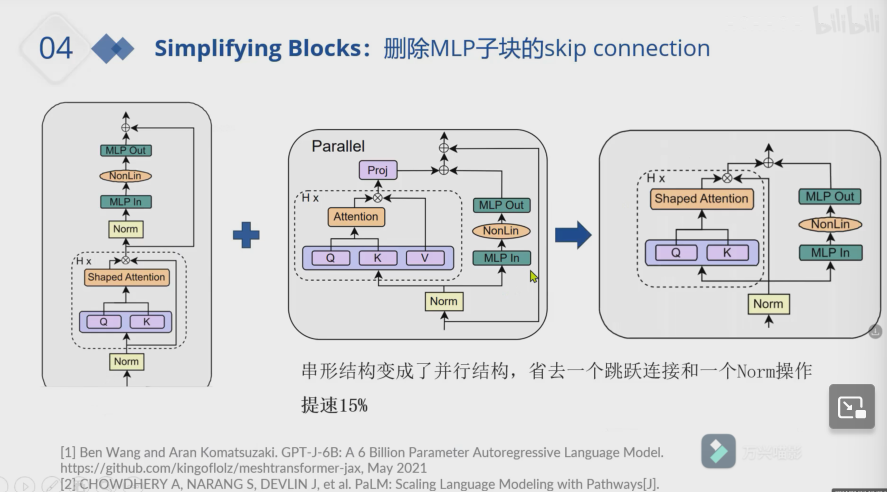 bilibili
04 Simplifying Blocks：删除MLP子块的skip connection
MLP Out
NonLin
MLP In
Norm
H x
Shaped Attention
Q K
Norm
Parallel
Proj
H x
Attention
Q K V
MLP Out
NonLin
MLP In
Norm
H x
Shaped Attention
Q K
MLP Out
NonLin
MLP In
Norm
串形结构变成了并行结构，省去一个跳跃连接和一个Norm操作
提速15%
[1] Ben Wang and Aran Komatsuzaki. GPT-J-6B: A 6 Billion Parameter Autoregressive Language Model.
https://github.com/kingoflolz/meshtransformer-jax, May 2021
[2] CHOWDHERY A, NARANG S, DEVLIN J, et al. PaLM: Scaling Language Modeling with Pathways[J].